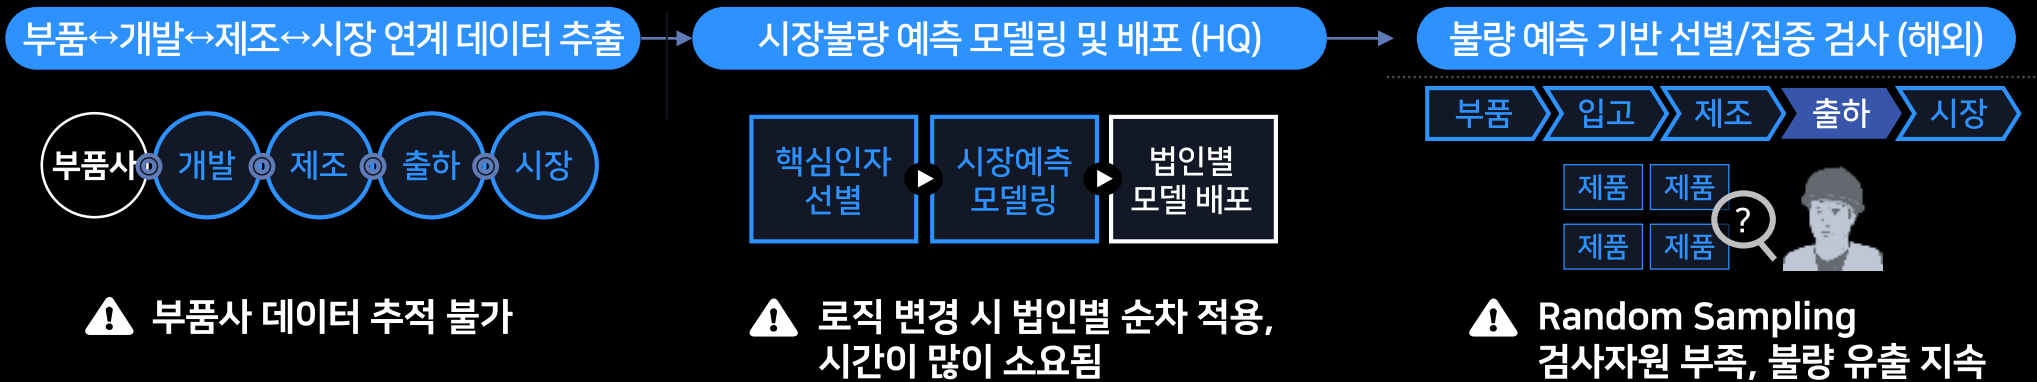 부품↔개발↔제조↔시장 연계 데이터 추출
부품사
개발
제조
출하
시장
부품사 데이터 추적 불가
시장불량 예측 모델링 및 배포 (HQ)
핵심인자
선별
시장예측
모델링
법인별
모델 배포
로직 변경 시 법인별 순차 적용,
시간이 많이 소요됨
불량 예측 기반 선별/집중 검사 (해외)
부품
입고
제조
출하
시장
제품
제품
제품
제품
?
Random Sampling
검사자원 부족, 불량 유출 지속